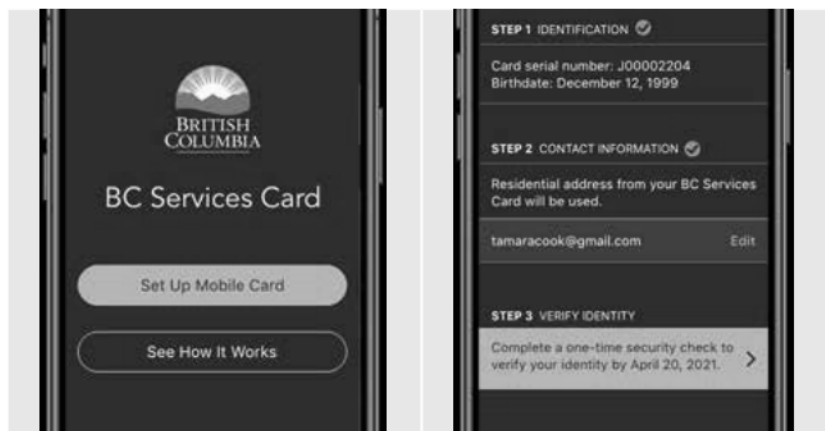 BRITISH
COLUMBIA
BC Services Card
Set Up Mobile Card
See How It Works
STEP 1 IDENTIFICATION
Card serial number: J00002204
Birthdate: December 12, 1999
STEP 2 CONTACT INFORMATION
Residential address from your BC Services
Card will be used.
tamaracook@gmail.com Edit
STEP 3 VERIFY IDENTITY
Complete a one-time security check to
verify your identity by April 20, 2021.